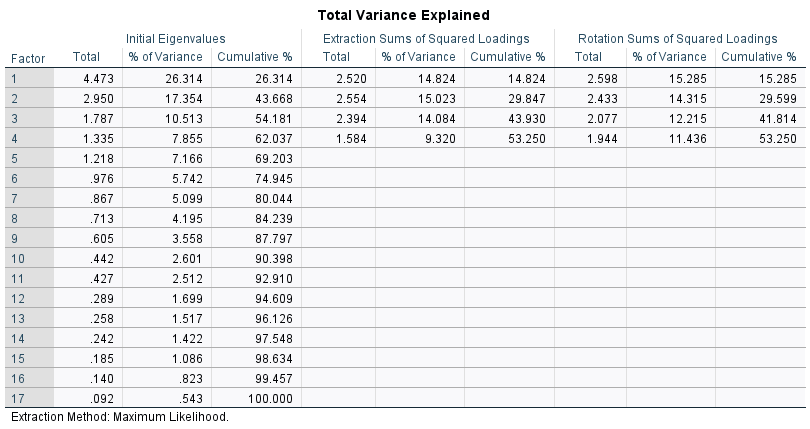 Total Variance Explained
Initial Eigenvalues Extraction Sums of Squared Loadings Rotation Sums of Squared Loadings
Factor Total % of Variance Cumulative % Total % of Variance Cumulative % Total % of Variance Cumulative %
1 4.473 26.314 26.314 2.520 14.824 14.824 2.598 15.285 15.285
2 2.950 17.354 43.668 2.554 15.023 29.847 2.433 14.315 29.599
3 1.787 10.513 54.181 2.394 14.084 43.930 2.077 12.215 41.814
4 1.335 7.855 62.037 1.584 9.320 53.250 1.944 11.436 53.250
5 1.218 7.166 69.203
6 .976 5.742 74.945
7 .867 5.099 80.044
8 .713 4.195 84.239
9 .605 3.558 87.797
10 .442 2.601 90.398
11 .427 2.512 92.910
12 .289 1.699 94.609
13 .258 1.517 96.126
14 .242 1.422 97.548
15 .185 1.086 98.634
16 .140 .823 99.457
17 .092 .543 100.000
Extraction Method: Maximum Likelihood.